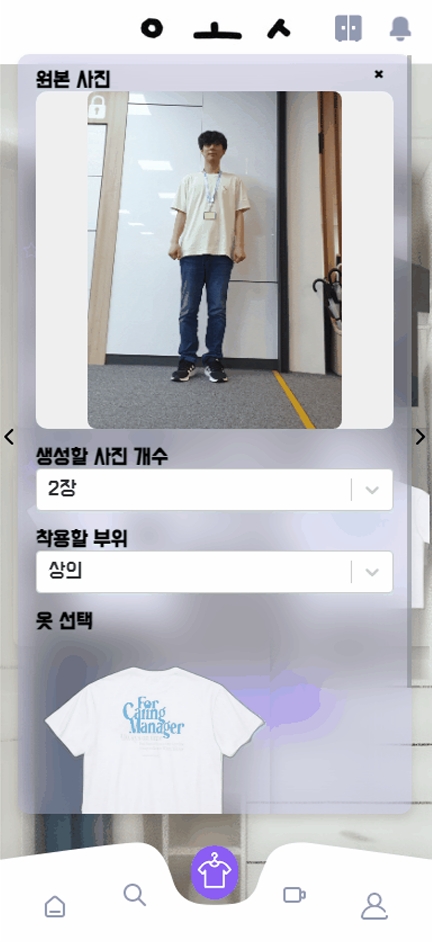 ㅇㅗㅅ
원본 사진
생성할 사진 개수
2장
착용할 부위
상의
옷 선택
For
Caring
Manager